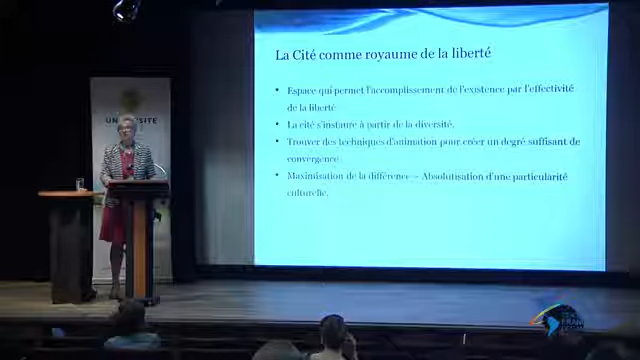 La Cité comme royaume de la liberté
• Espace qui permet l'accomplissement de l'existence par l'effectivité
de la liberté
• La cité s'instaure à partir de la diversité.
• Trouver des techniques d'animation pour créer un degré suffisant de
convergence.
• Maximisation de la différence – Absolutisation d'une particularité
culturelle.